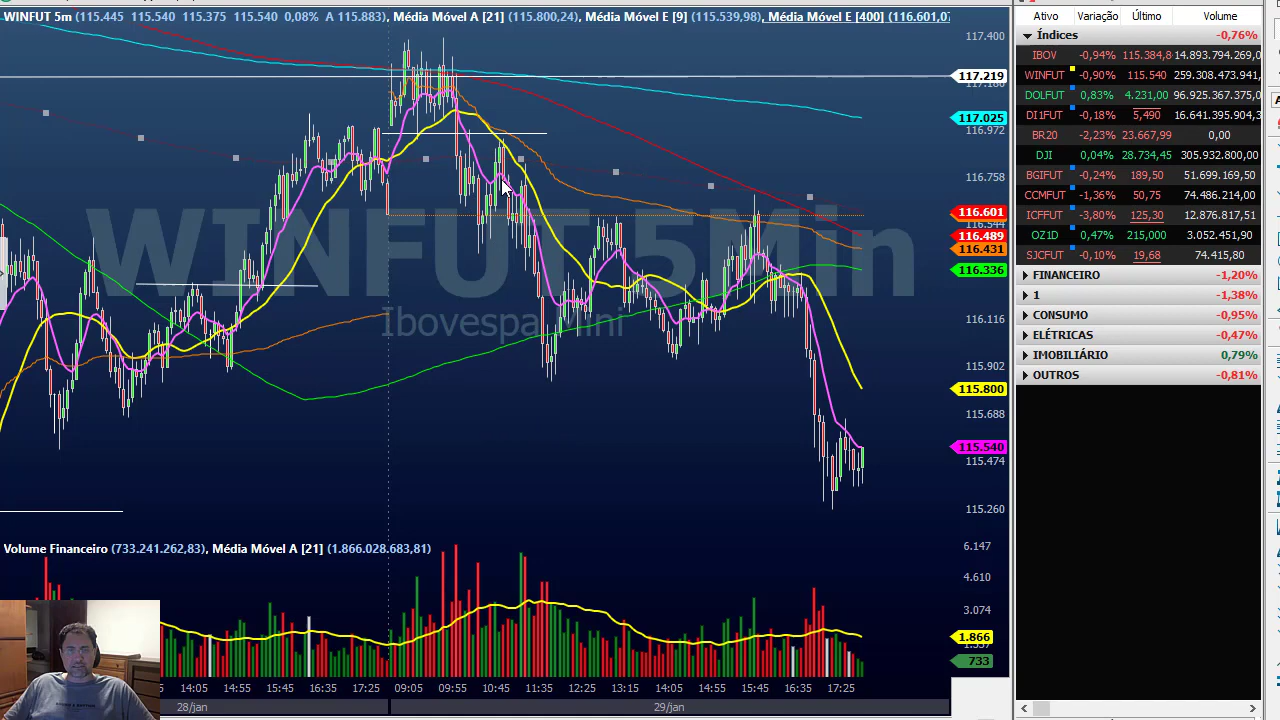 WINFUT 5m (115.445 115.540 115.375 115.540 0,08% A 115.883), Média Móvel A [21] (115.800,24), Média Móvel E [9] (115.539,98), Média Móvel E [400] (116.601,0
117.400
117.219
117.025
116.972
116.758
116.601
116.544
116.489
116.431
116.336
116.116
115.902
115.800
115.688
115.540
115.474
115.260
WINFUT 5Min
Ibovespa Mini
Volume Financeiro (733.241.262,83), Média Móvel A [21] (1.866.028.683,81)
6.147
4.610
3.074
1.866
733
14:05 14:55 15:45 16:35 17:25 09:05 09:55 10:45 11:35 12:25 13:15 14:05 14:55 15:45 16:35 17:25
28/jan 29/jan
Ativo Variação Último Volume
Índices -0,76%
IBOV -0,94% 115.384,8 14.893.794.269,0
WINFUT -0,90% 115.540 259.308.473.941,
DOLFUT 0,83% 4.231,00 96.925.367.375,0
DI1FUT -0,18% 5,490 16.641.395.904,3
BR20 -2,23% 23.667,99 0,00
DJI 0,04% 28.734,45 305.932.800,00
BGIFUT -0,24% 189,50 51.699.169,50
CCMFUT -1,36% 50,75 74.486.214,00
ICFFUT -3,80% 125,30 12.876.817,51
OZ1D 0,47% 215,000 3.052.451,90
SJCFUT -0,10% 19,68 74.415,80
FINANCEIRO -1,20%
1 -1,38%
CONSUMO -0,95%
ELÉTRICAS -0,47%
IMOBILIÁRIO 0,79%
OUTROS -0,81%